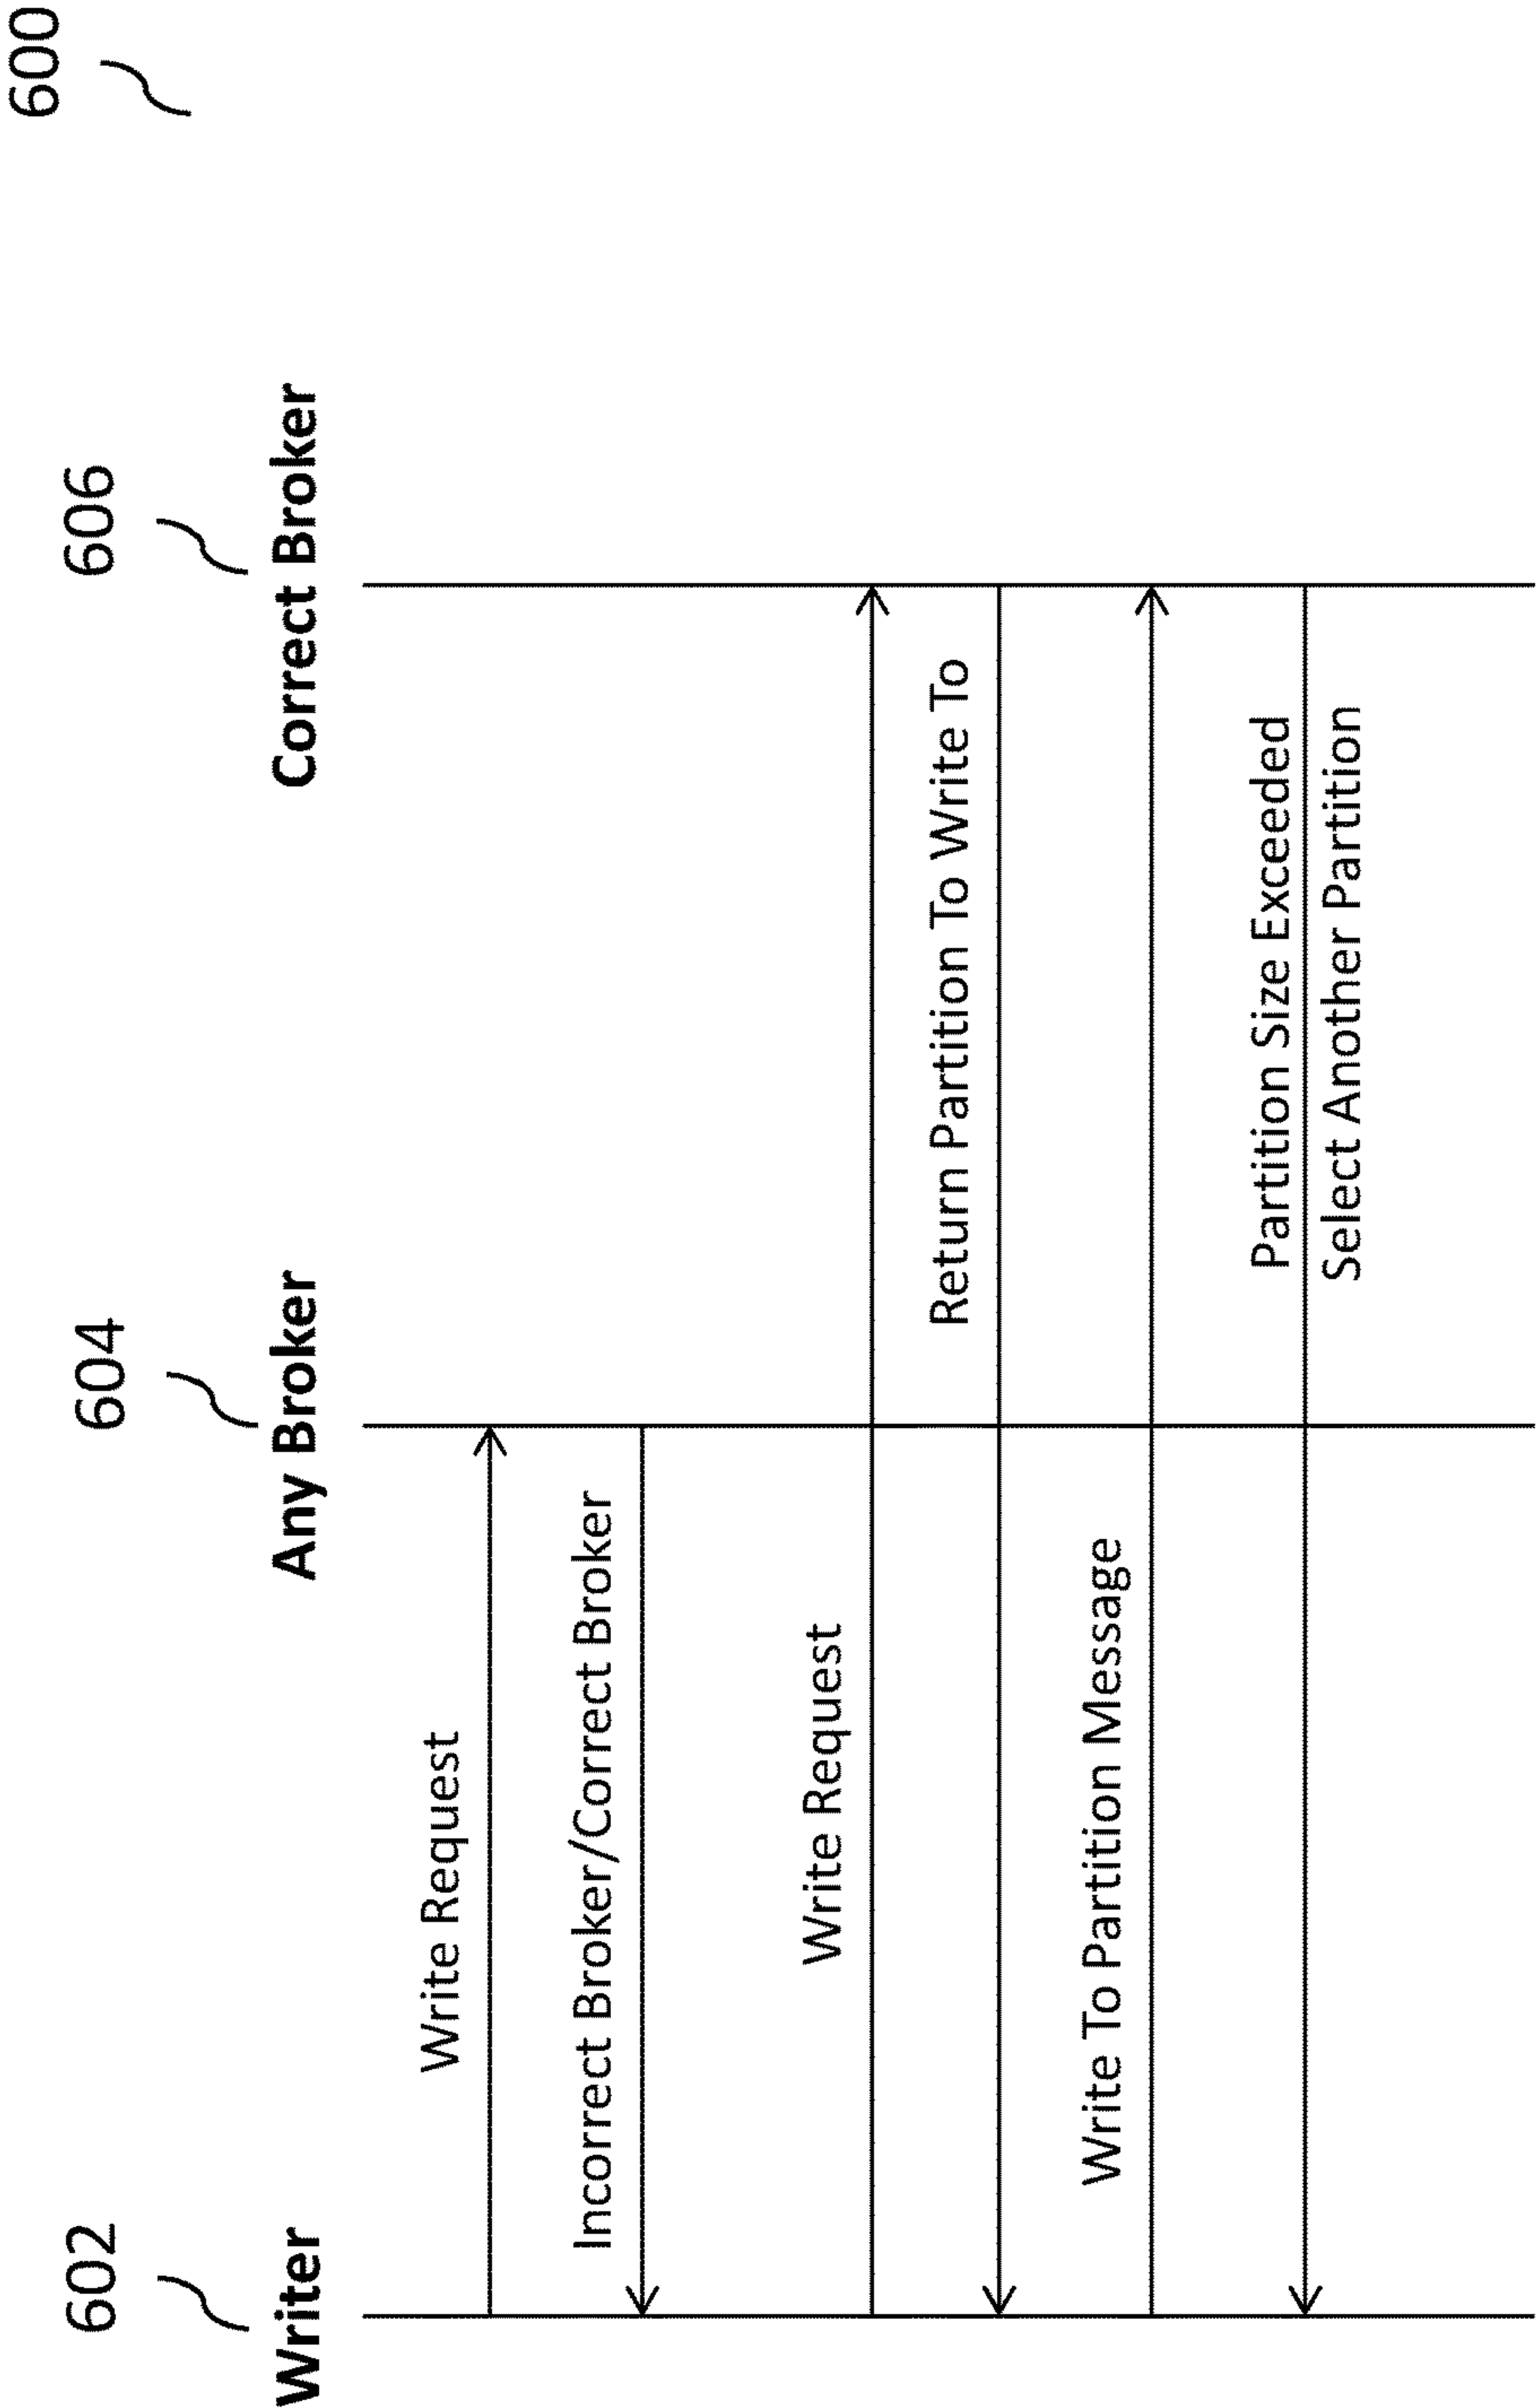 600
602
604
606
Writer
Any Broker
Correct Broker
Write Request
Incorrect Broker/Correct Broker
Write Request
Return Partition To Write To
Write To Partition Message
Partition Size Exceeded
Select Another Partition